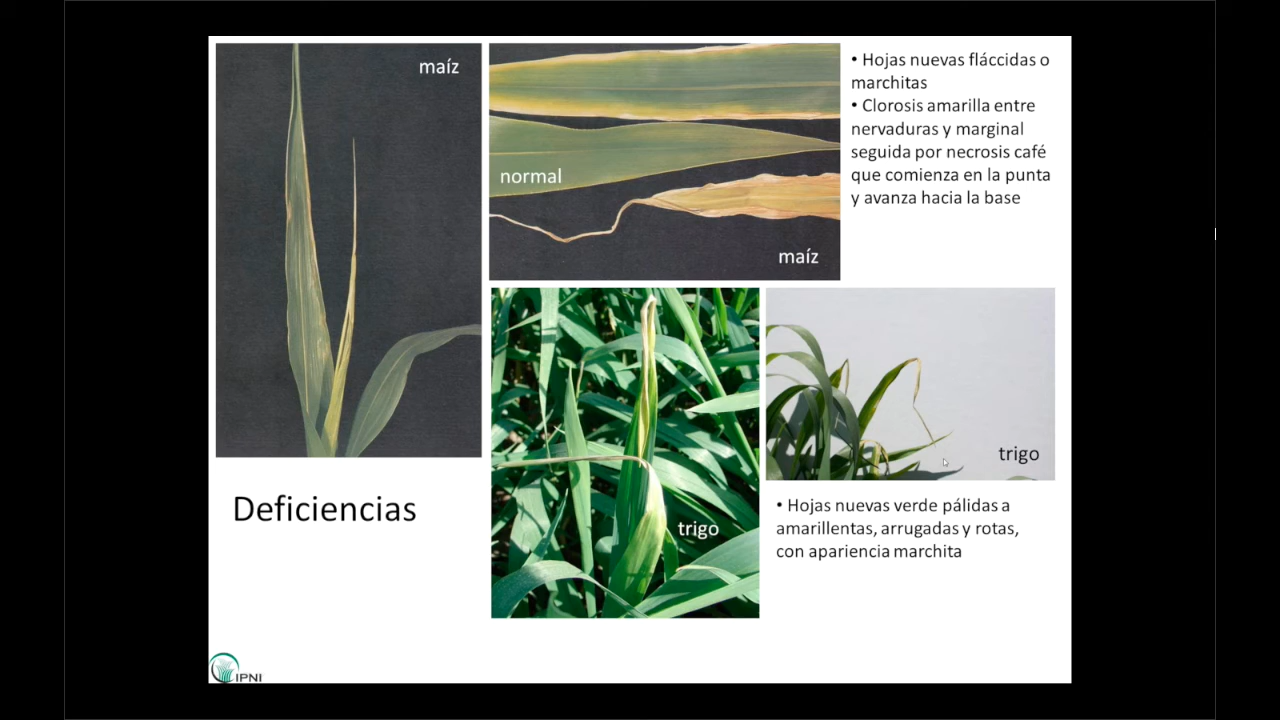 maíz
normal
maíz
• Hojas nuevas fláccidas o
marchitas
• Clorosis amarilla entre
nervaduras y marginal
seguida por necrosis café
que comienza en la punta
y avanza hacia la base
trigo
trigo
• Hojas nuevas verde pálidas a
amarillentas, arrugadas y rotas,
con apariencia marchita
Deficiencias
IPNI